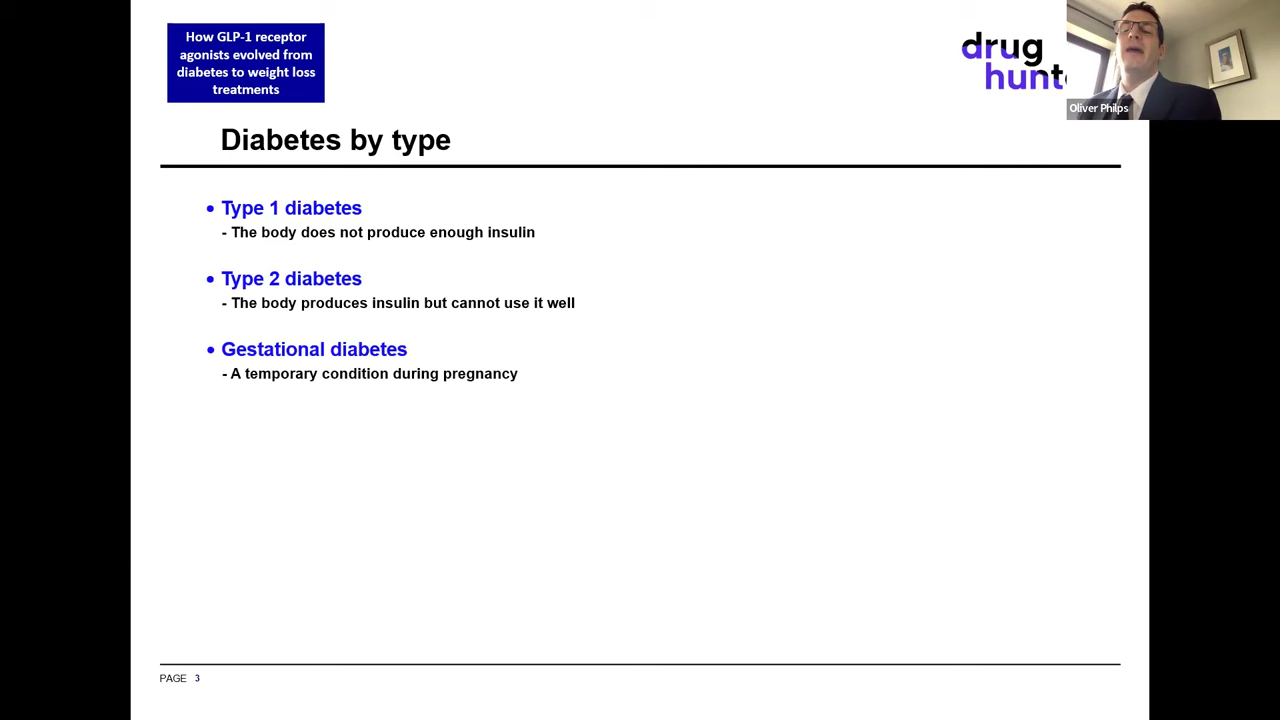 How GLP-1 receptor
agonists evolved from
diabetes to weight loss
treatments
drug
hunt
Oliver Philps
Diabetes by type
• Type 1 diabetes
- The body does not produce enough insulin
• Type 2 diabetes
- The body produces insulin but cannot use it well
• Gestational diabetes
- A temporary condition during pregnancy
PAGE 3